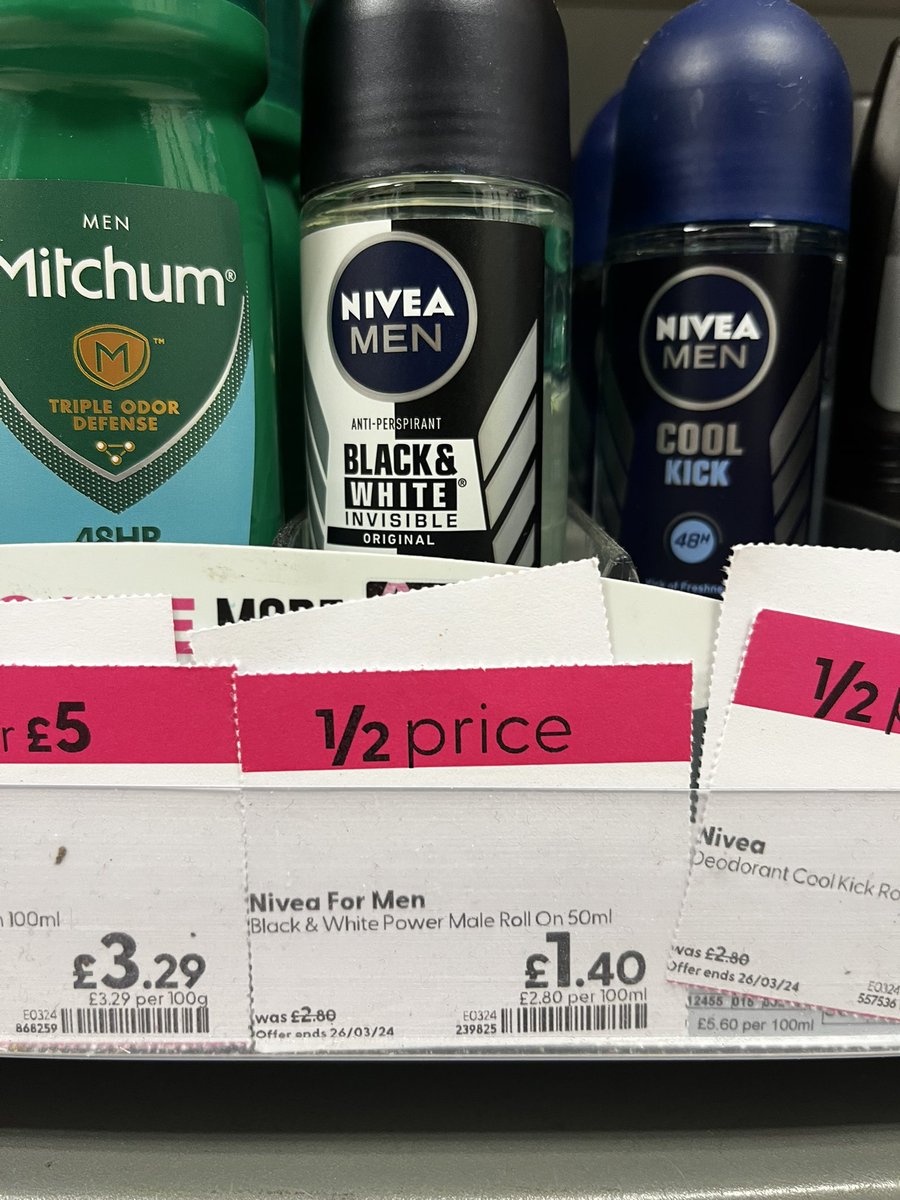 MEN
Mitchum®
M
TRIPLE ODOR
DEFENSE
48HR
NIVEA
MEN
ANTI-PERSPIRANT
BLACK&
WHITE®
INVISIBLE
ORIGINAL
NIVEA
MEN
COOL
KICK
48H
of Freshness
MORE
r £5
100ml
£3.29
£3.29 per 100g
E0324
868259
1/2 price
Nivea For Men
Black & White Power Male Roll On 50ml
£1.40
£2.80 per 100ml
was £2.80
Offer ends 26/03/24
E0324
239825
1/2 p
Nivea
Deodorant Cool Kick Ro
was £2.80
Offer ends 26/03/24
E0324
557536
£5.60 per 100ml